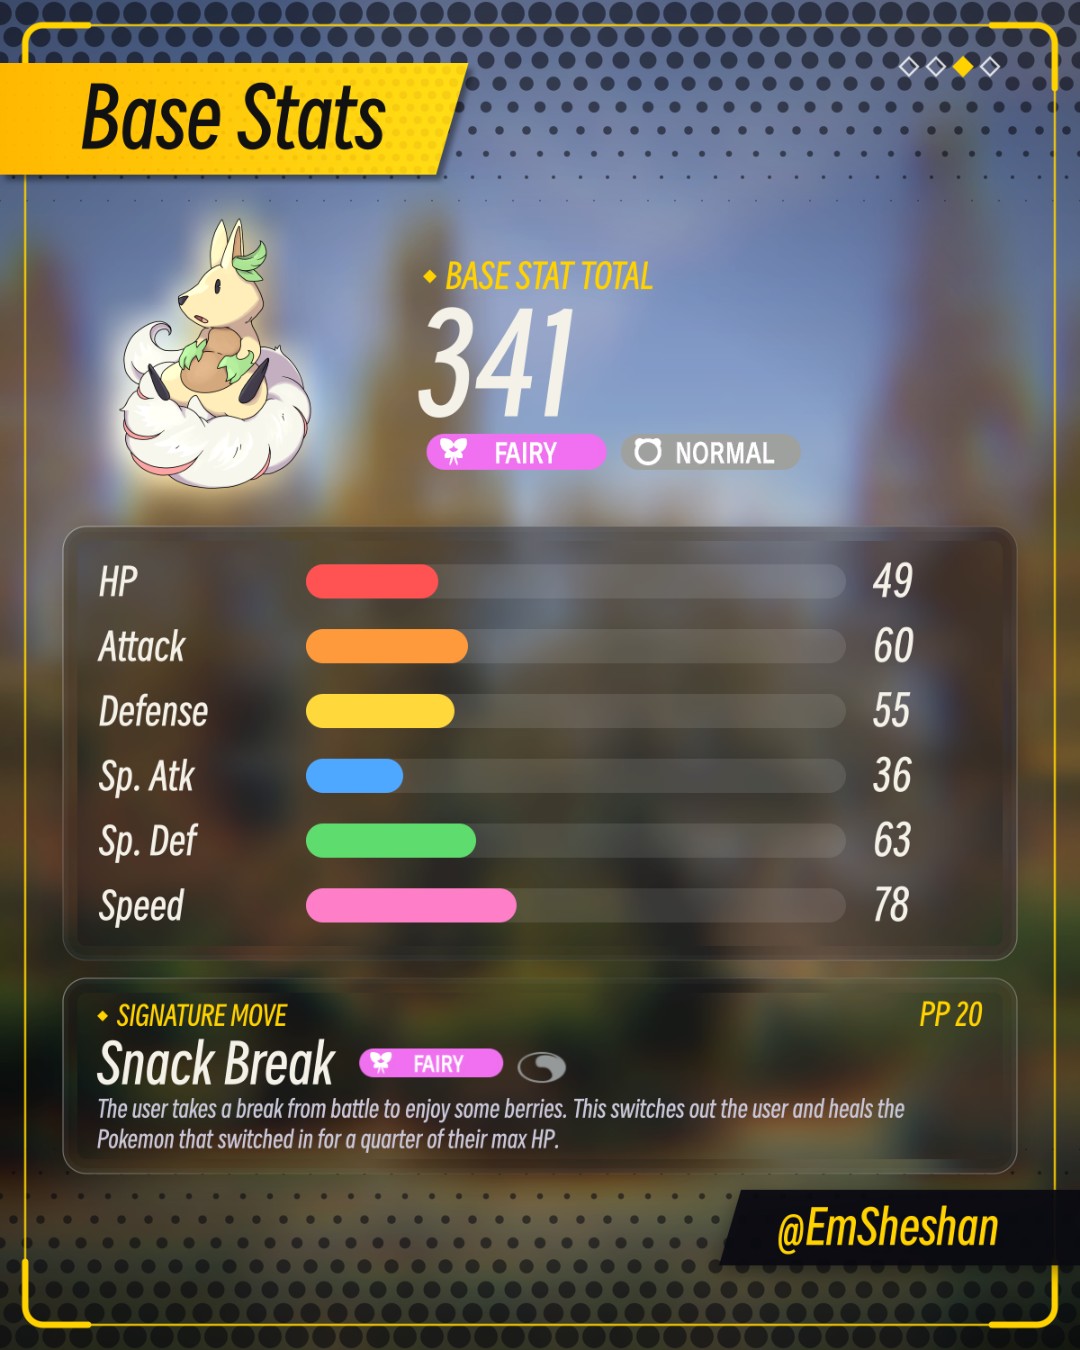 Base Stats
BASE STAT TOTAL
341
FAIRY NORMAL
HP 49
Attack 60
Defense 55
Sp. Atk 36
Sp. Def 63
Speed 78
SIGNATURE MOVE PP 20
Snack Break FAIRY
The user takes a break from battle to enjoy some berries. This switches out the user and heals the
Pokemon that switched in for a quarter of their max HP.
@EmSheshan